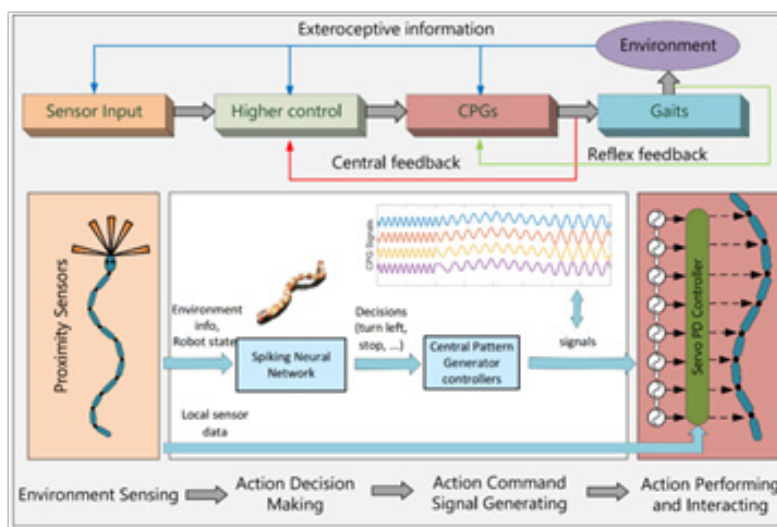 Exteroceptive information
Environment
Sensor Input
Higher control
CPGs
Gaits
Central feedback
Reflex feedback
Proximity Sensors
Environment
info,
Robot state
Spiking Neural
Network
Decisions
(turn left,
stop, ...)
CPG Signals
Central Pattern
Generator
controllers
signals
Servo PD Controller
Local sensor
data
Environment Sensing
Action Decision
Making
Action Command
Signal Generating
Action Performing
and Interacting